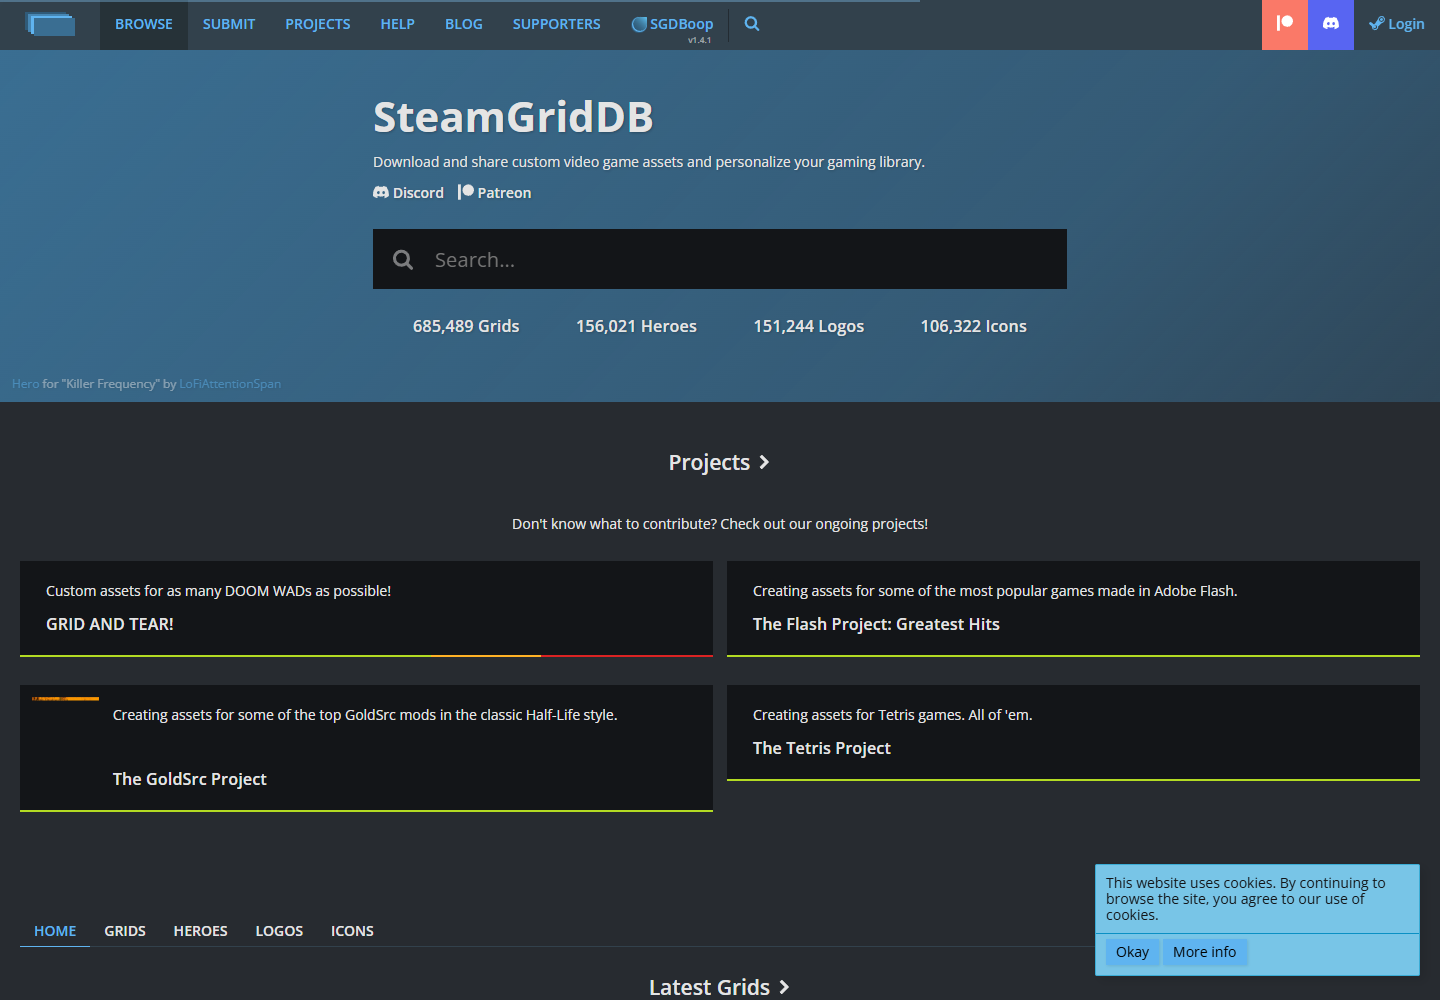 BROWSE SUBMIT PROJECTS HELP BLOG SUPPORTERS SGDBoop Login
v1.4.1
SteamGridDB
Download and share custom video game assets and personalize your gaming library.
Discord Patreon
Search...
685,489 Grids 156,021 Heroes 151,244 Logos 106,322 Icons
Hero for "Killer Frequency" by LoFiAttentionSpan
Projects
Don't know what to contribute? Check out our ongoing projects!
Custom assets for as many DOOM WADs as possible!
GRID AND TEAR!
Creating assets for some of the most popular games made in Adobe Flash.
The Flash Project: Greatest Hits
Creating assets for some of the top GoldSrc mods in the classic Half-Life style.
The GoldSrc Project
Creating assets for Tetris games. All of 'em.
The Tetris Project
This website uses cookies. By continuing to
browse the site, you agree to our use of
cookies.
Okay More info
HOME GRIDS HEROES LOGOS ICONS
Latest Grids